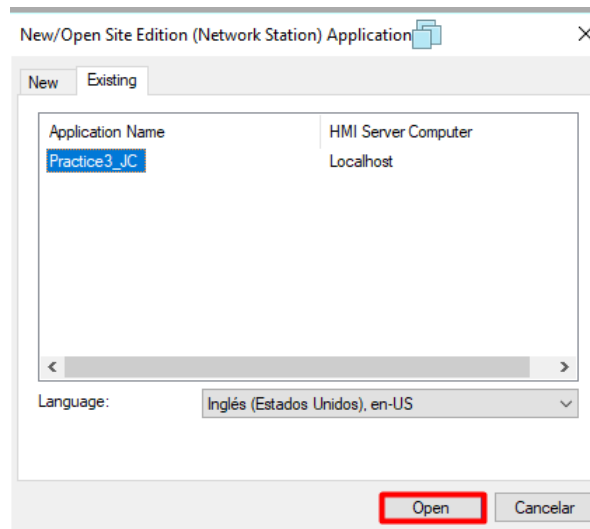 New/Open Site Edition (Network Station) Application
New Existing
Application Name HMI Server Computer
Practice3_JC Localhost
Language: Inglés (Estados Unidos), en-US
Open Cancelar